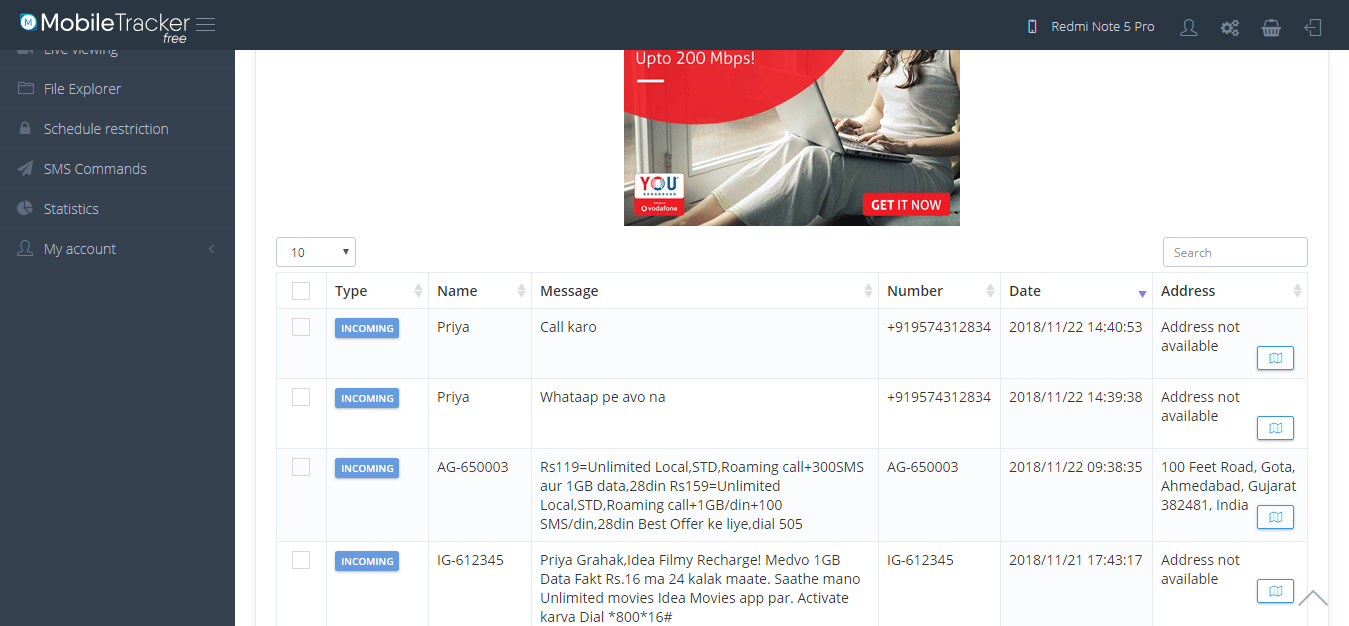 MobileTracker
free
Redmi Note 5 Pro
Live viewing
File Explorer
Schedule restriction
SMS Commands
Statistics
My account
Upto 200 Mbps!
YOU
vodafone
GET IT NOW
10
Search
Type Name Message Number Date Address
INCOMING Priya Call karo +919574312834 2018/11/22 14:40:53 Address not
available
INCOMING Priya Whataap pe avo na +919574312834 2018/11/22 14:39:38 Address not
available
INCOMING AG-650003 Rs119=Unlimited Local,STD,Roaming call+300SMS AG-650003 2018/11/22 09:38:35 100 Feet Road, Gota,
aur 1GB data,28din Rs159=Unlimited Ahmedabad, Gujarat
Local,STD,Roaming call+1GB/din+100 382481, India
SMS/din,28din Best Offer ke liye,dial 505
INCOMING IG-612345 Priya Grahak,Idea Filmy Recharge! Medvo 1GB IG-612345 2018/11/21 17:43:17 Address not
Data Fakt Rs.16 ma 24 kalak maate. Saathe mano available
Unlimited movies Idea Movies app par. Activate
karva Dial *800*16#